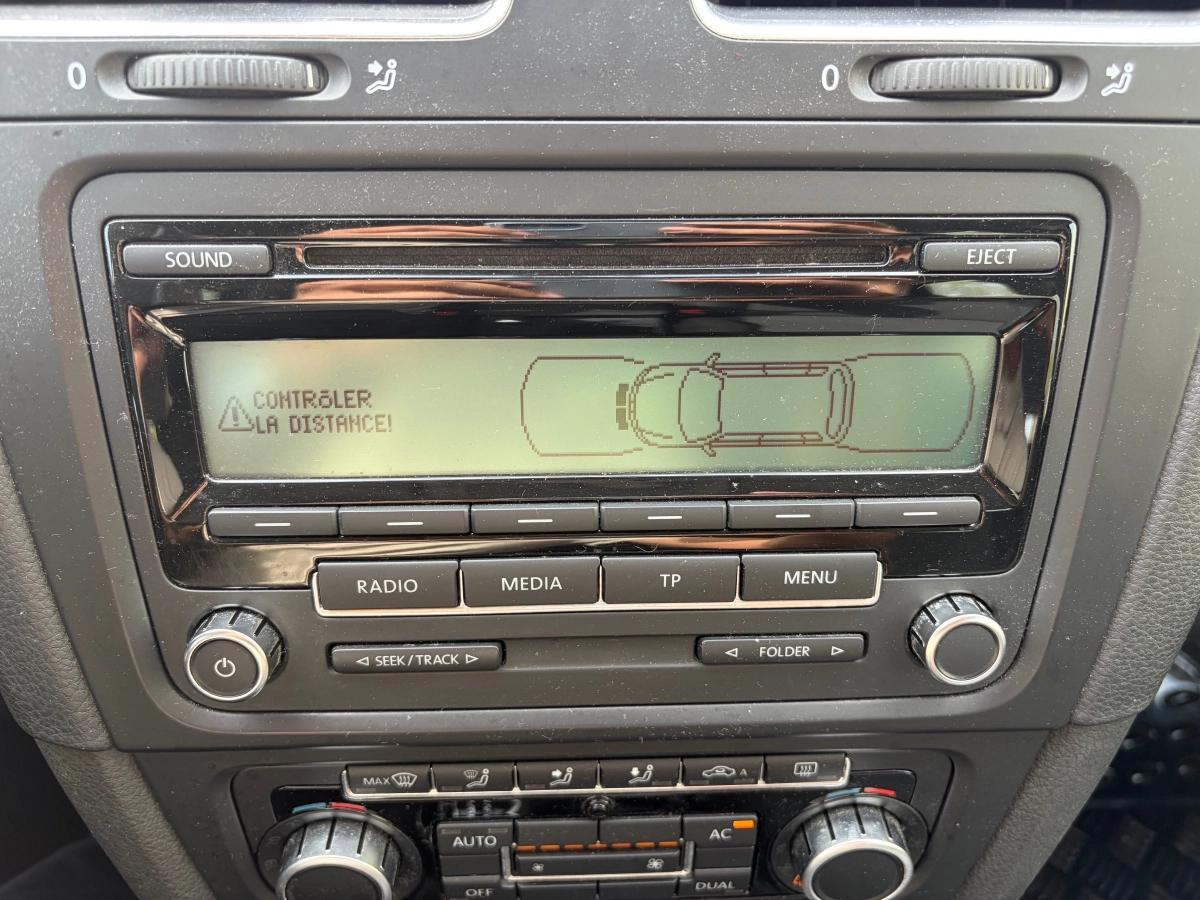 0
0
SOUND
EJECT
CONTRôLER
LA DISTANCE!
RADIO
MEDIA
TP
MENU
SEEK/TRACK
FOLDER
MAX
A
AUTO
AC
OFF
DUAL